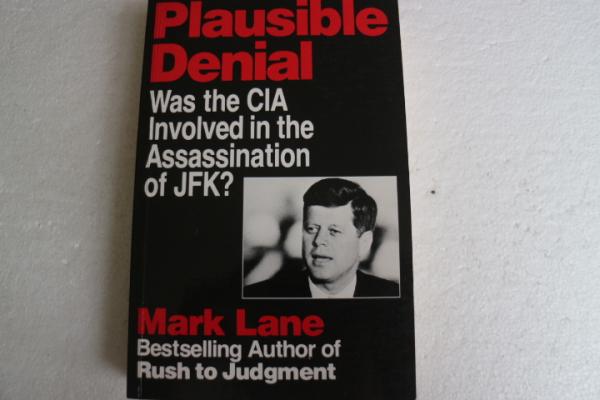 Plausible
Denial
Was the CIA
Involved in the
Assassination
of JFK?
Mark Lane
Bestselling Author of
Rush to Judgment